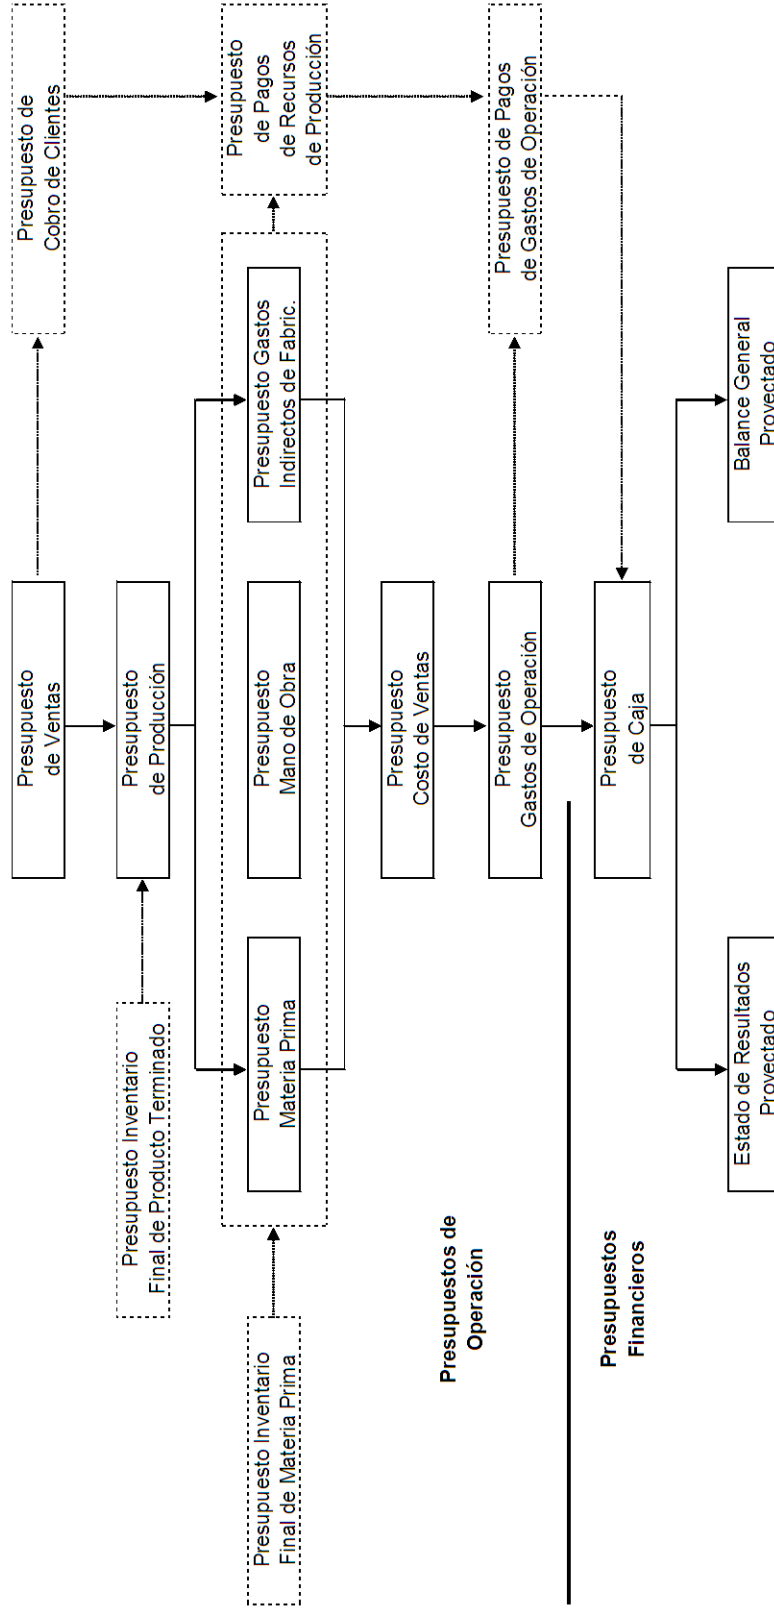 Presupuesto
de Ventas
Presupuesto de
Cobro de Clientes
Presupuesto Inventario
Final de Producto Terminado
Presupuesto
de Producción
Presupuesto Inventario
Final de Materia Prima
Presupuesto
Materia Prima
Presupuesto
Mano de Obra
Presupuesto Gastos
Indirectos de Fabric.
Presupuesto
de Pagos
de Recursos
de Producción
Presupuesto
Costo de Ventas
Presupuestos de
Operación
Presupuesto
Gastos de Operación
Presupuesto de Pagos
de Gastos de Operación
Presupuestos
Financieros
Presupuesto
de Caja
Estado de Resultados
Proyectado
Balance General
Proyectado